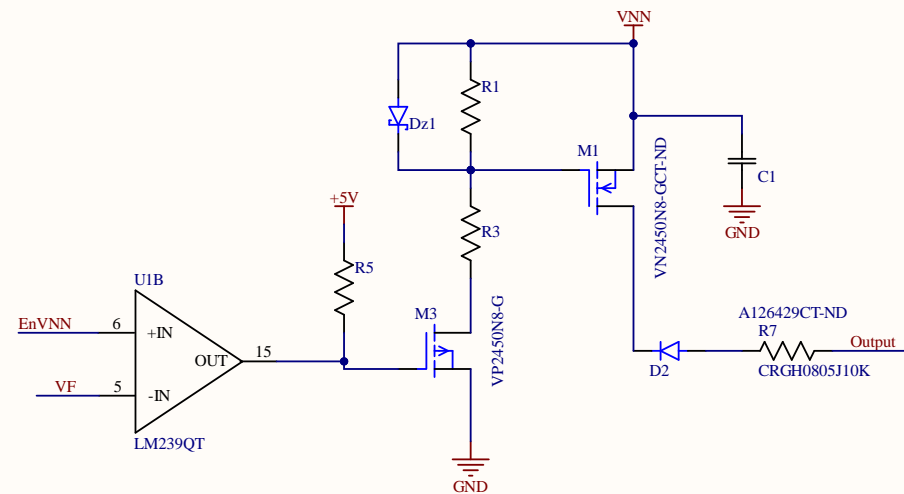 VNN
R1
Dz1
M1
VN2450N8-GCT-ND
C1
GND
+5V
R3
R5
U1B
M3
VP2450N8-G
A126429CT-ND
R7
EnVNN
6
+IN
OUT
15
Output
D2
CRGH0805J10K
VF
5
-IN
LM239QT
GND